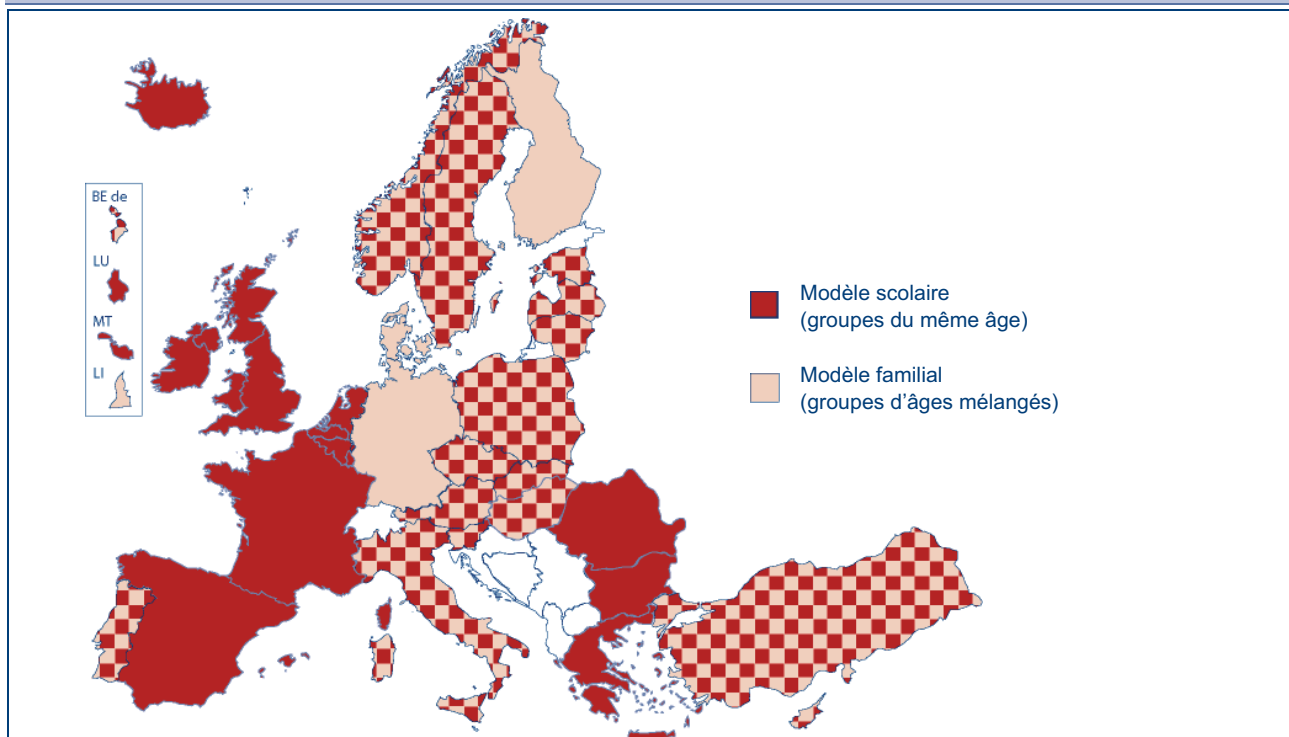 BE de
LU
MT
LI
Modèle scolaire
(groupes du même âge)
Modèle familial
(groupes d'âges mélangés)